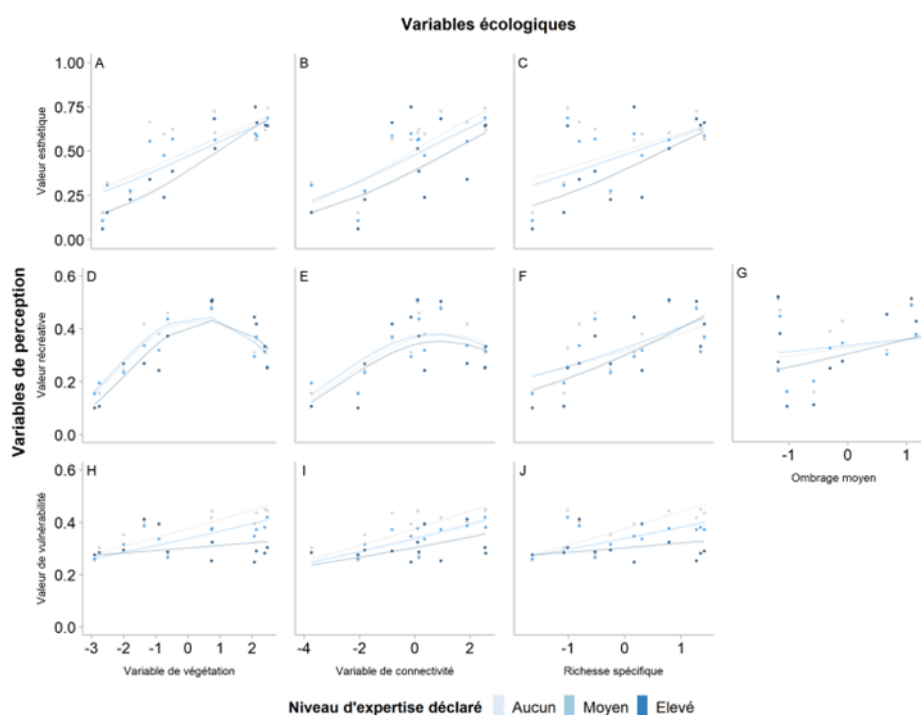 Variables écologiques
Variables de perception
Valeur esthétique
1.00
0.75
0.50
0.25
0.00
A
B
C
Valeur récréative
0.6
0.4
0.2
0.0
D
E
F
G
-1
0
1
Ombrage moyen
Valeur de vulnérabilité
0.6
0.4
0.2
0.0
H
I
J
-3
-2
-1
0
1
2
-4
-2
0
2
-1
0
1
Variable de végétation
Variable de connectivité
Richesse spécifique
Niveau d'expertise déclaré
Aucun
Moyen
Elevé